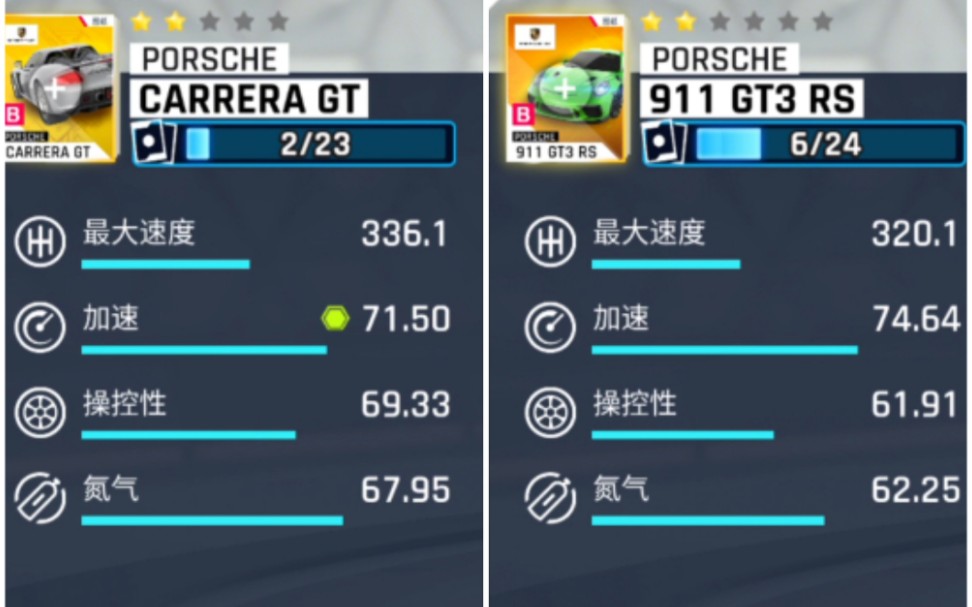 PORSCHE
CARRERA GT
B
PORSCHE
CARRERA GT
2/23
最大速度
336.1
加速
71.50
操控性
69.33
氮气
67.95
PORSCHE
911 GT3 RS
B
PORSCHE
911 GT3 RS
6/24
最大速度
320.1
加速
74.64
操控性
61.91
氮气
62.25